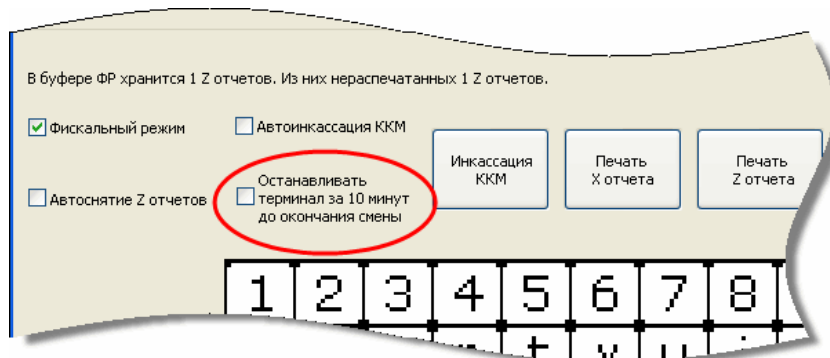 В буфере ФР хранится 1 Z отчетов. Из них нераспечатанных 1 Z отчетов.
Фискальный режим
Автоинкассация ККМ
Инкассация
ККМ
Печать
X отчета
Печать
Z отчета
Автоснятие Z отчетов
Останавливать
терминал за 10 минут
до окончания смены
1 2 3 4 5 6 7 8